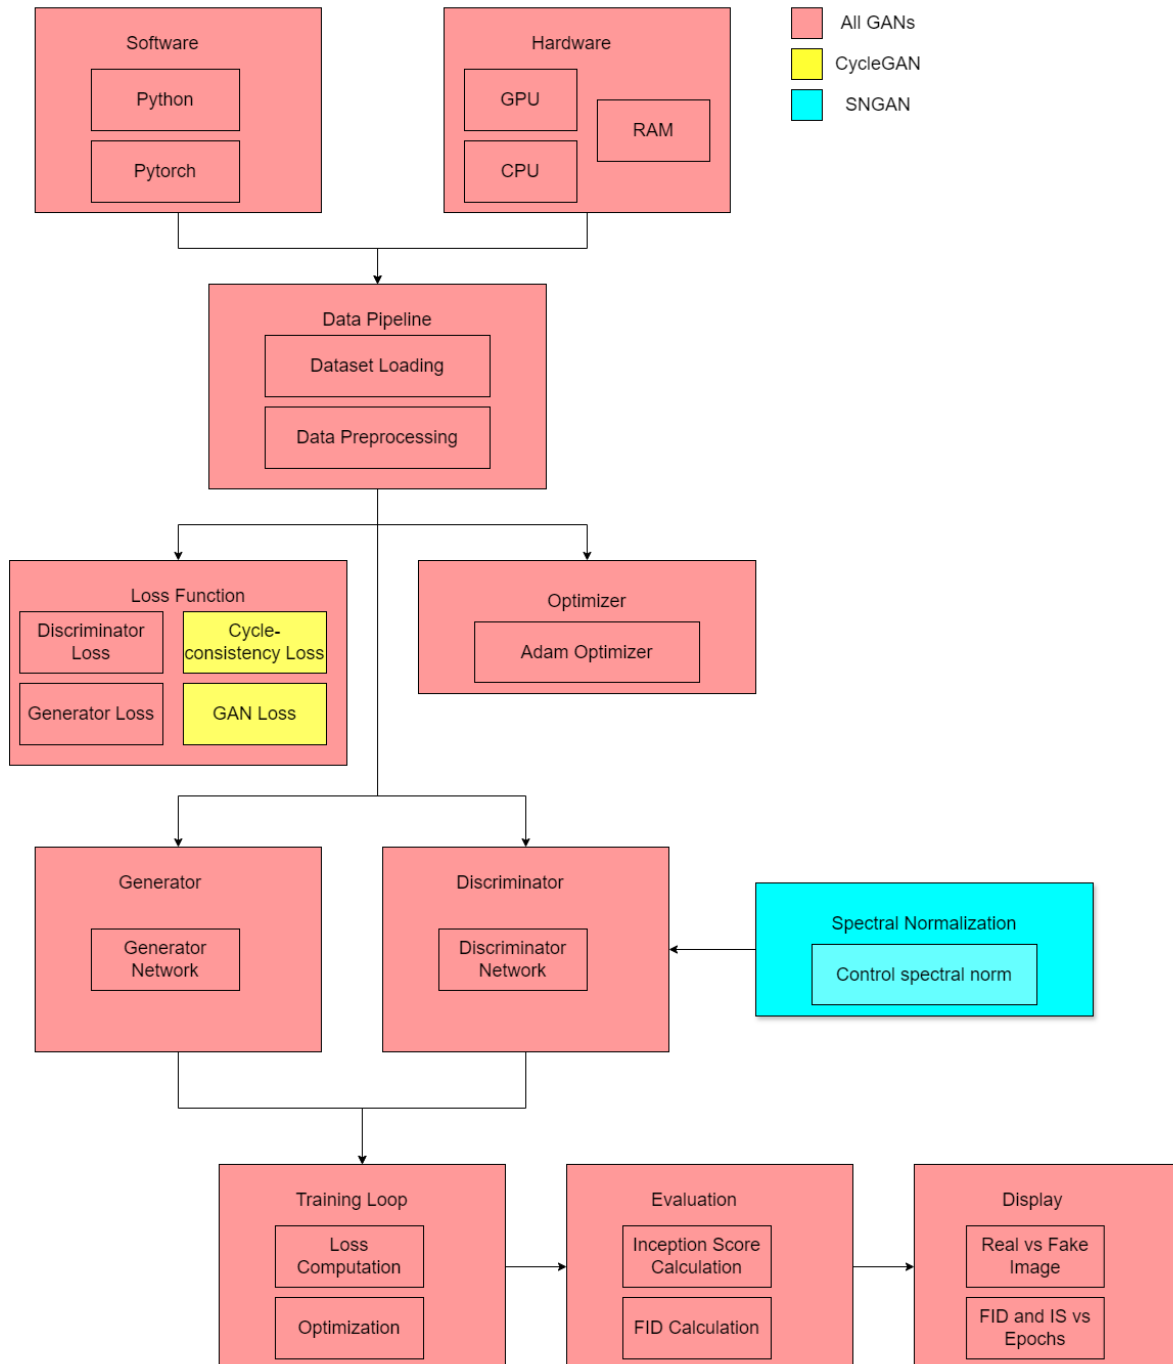 Software
Python
Pytorch
Hardware
GPU
CPU
RAM
All GANs
CycleGAN
SNGAN
Data Pipeline
Dataset Loading
Data Preprocessing
Loss Function
Discriminator
Loss
Cycle-
consistency Loss
Generator Loss
GAN Loss
Optimizer
Adam Optimizer
Generator
Generator
Network
Discriminator
Discriminator
Network
Spectral Normalization
Control spectral norm
Training Loop
Loss
Computation
Optimization
Evaluation
Inception Score
Calculation
FID Calculation
Display
Real vs Fake
Image
FID and IS vs
Epochs